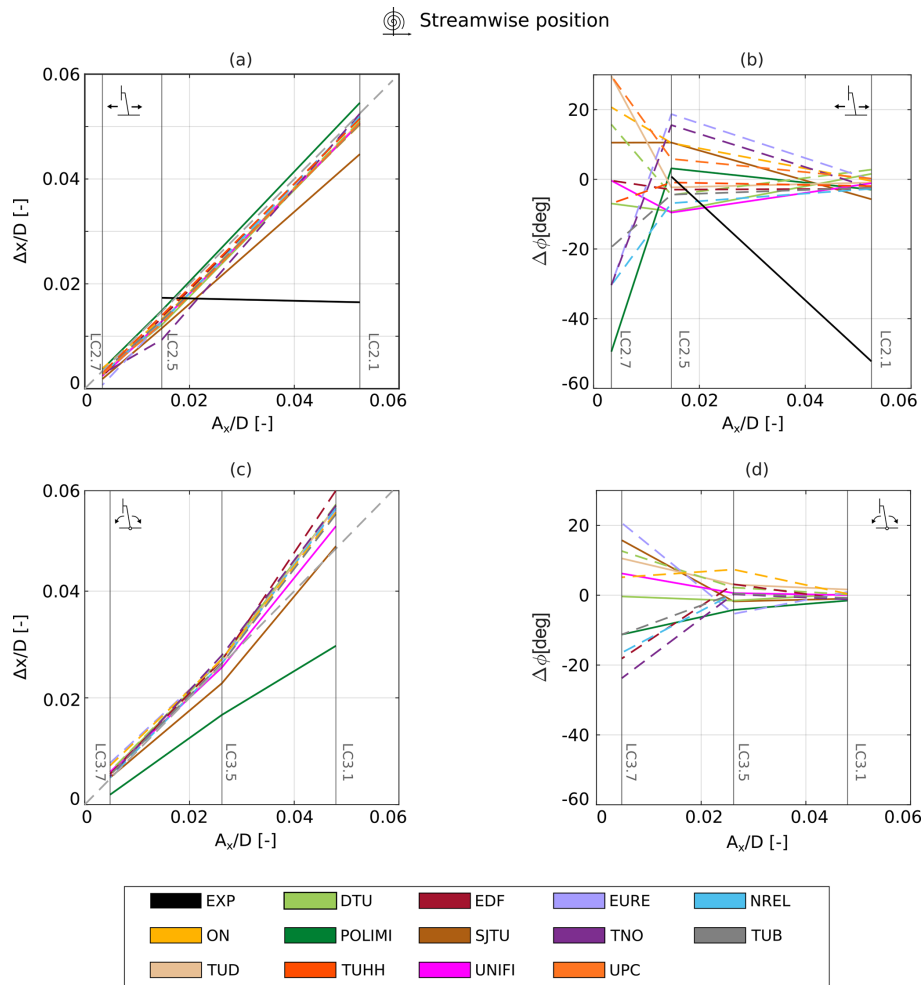 Streamwise position
(a) (b)
0.06
0.04
0.02
0
Δx/D [-]
LC2.7
LC2.5
LC2.1
0 0.02 0.04 0.06
A_x/D [-]
20
0
-20
-40
-60
Δϕ[deg]
LC2.7
LC2.5
LC2.1
0 0.02 0.04 0.06
A_x/D [-]
(c) (d)
0.06
0.04
0.02
0
Δx/D [-]
LC3.7
LC3.5
LC3.1
0 0.02 0.04 0.06
A_x/D [-]
20
0
-20
-40
-60
Δϕ[deg]
LC3.7
LC3.5
LC3.1
0 0.02 0.04 0.06
A_x/D [-]
EXP DTU EDF EURE NREL
ON POLIMI SJTU TNO TUB
TUD TUHH UNIFI UPC